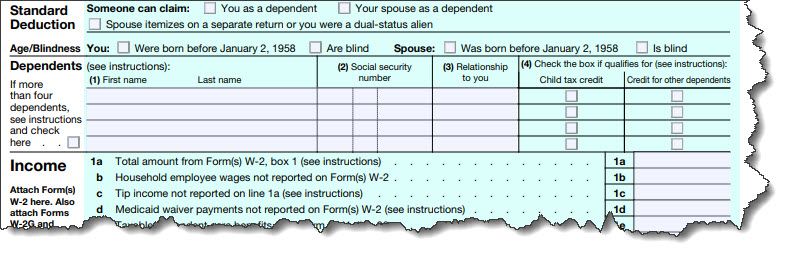 Standard Deduction
Someone can claim: You as a dependent Your spouse as a dependent
Spouse itemizes on a separate return or you were a dual-status alien
Age/Blindness You: Were born before January 2, 1958 Are blind Spouse: Was born before January 2, 1958 Is blind
Dependents (see instructions):
(1) First name Last name
(2) Social security number
(3) Relationship to you
(4) Check the box if qualifies for (see instructions):
Child tax credit Credit for other dependents
If more
than four
dependents,
see instructions
and check
here . .
Income
Attach Form(s)
W-2 here. Also
attach Forms
W-2G and
1a Total amount from Form(s) W-2, box 1 (see instructions) . . . . . . . . . . . . 1a
b Household employee wages not reported on Form(s) W-2 . . . . . . . . . . . . 1b
c Tip income not reported on line 1a (see instructions) . . . . . . . . . . . . 1c
d Medicaid waiver payments not reported on Form(s) W-2 (see instructions) . . . . . . . 1d